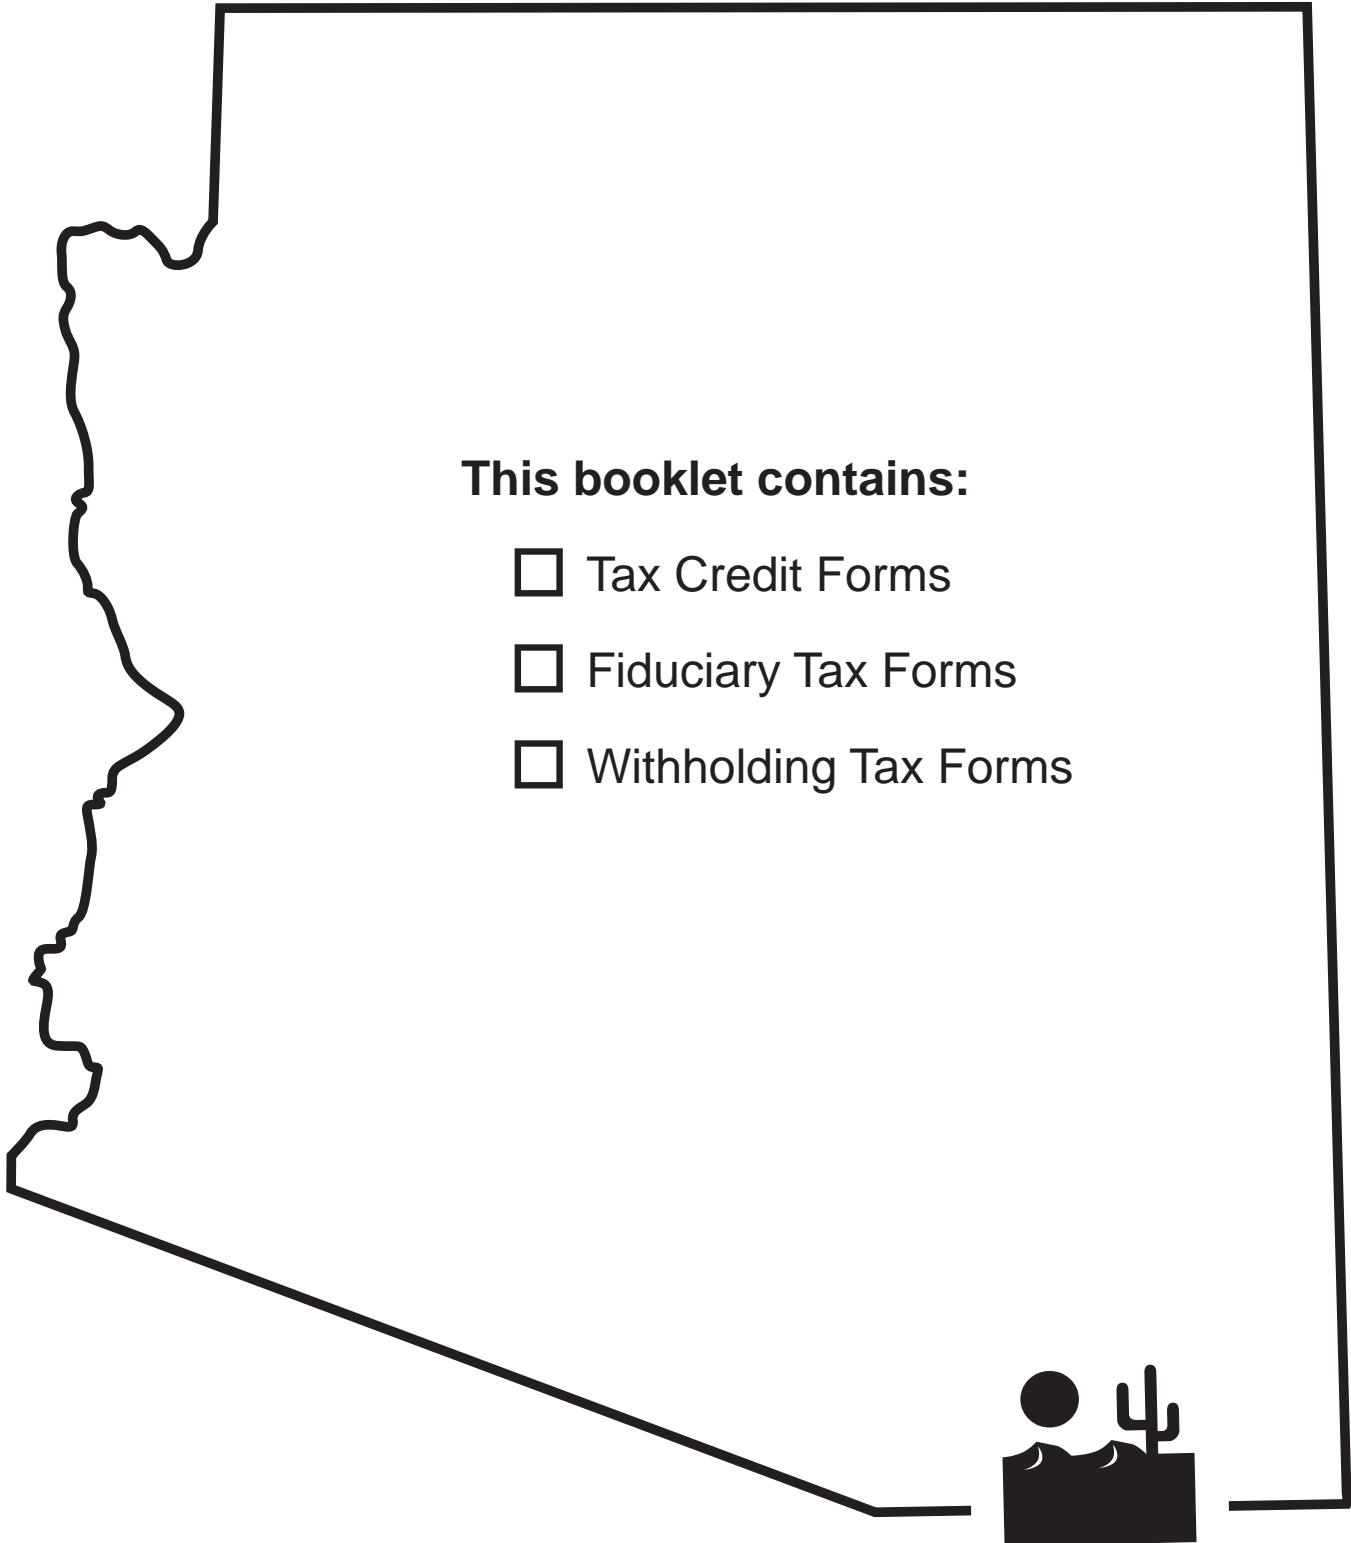 This booklet contains:
Tax Credit Forms
Fiduciary Tax Forms
Withholding Tax Forms